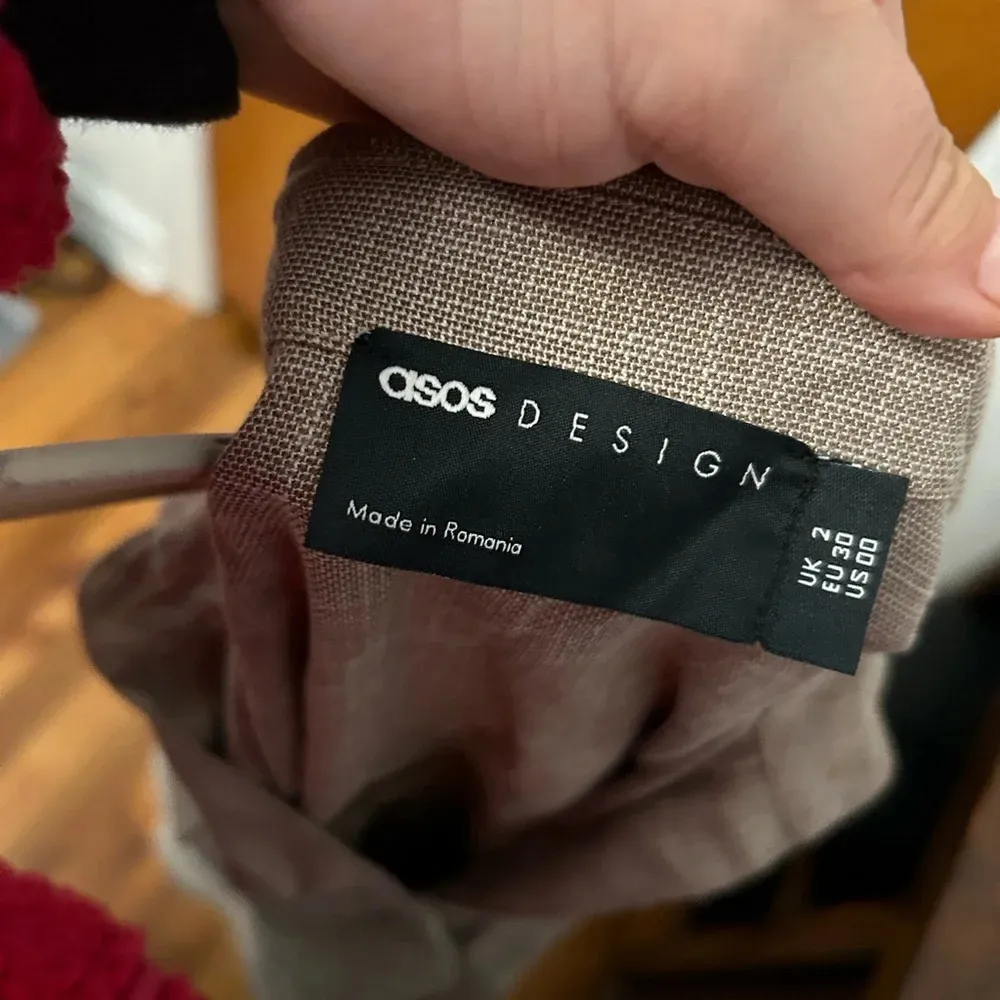 asos DESIGN
Made in Romania
UK 2
EU 30
US 00